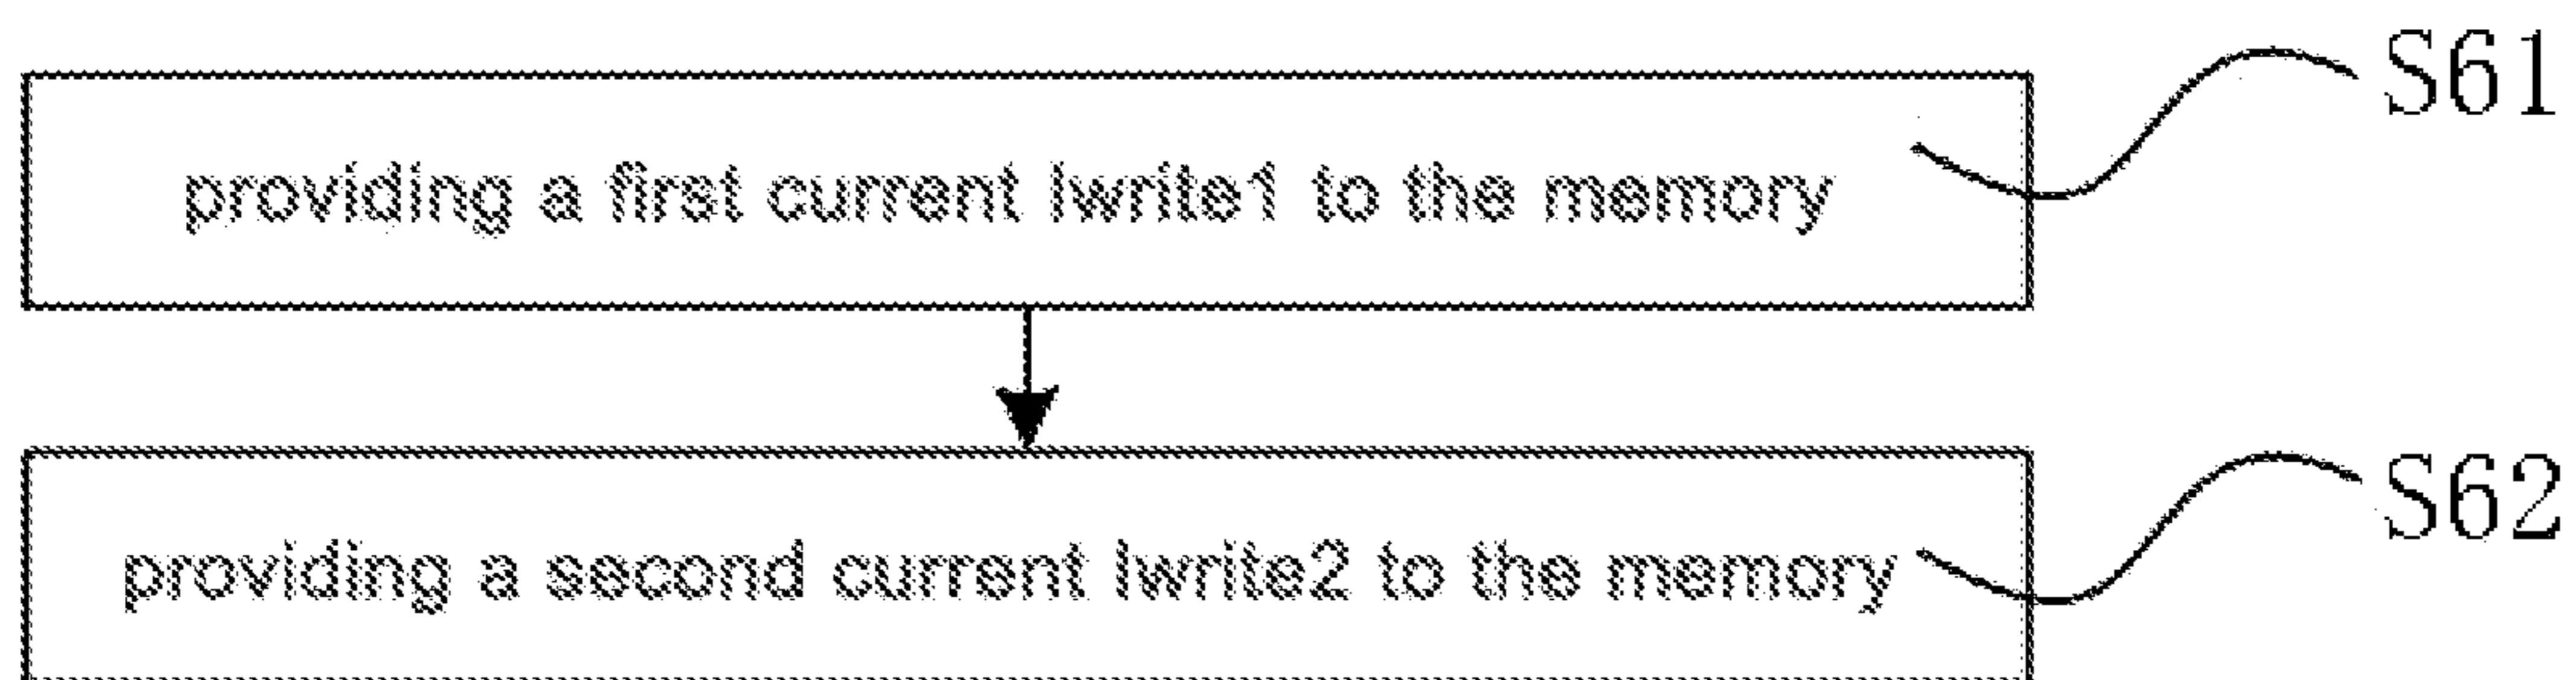 S61
providing a first current Iwrite1 to the memory
providing a second current Iwrite2 to the memory
S62